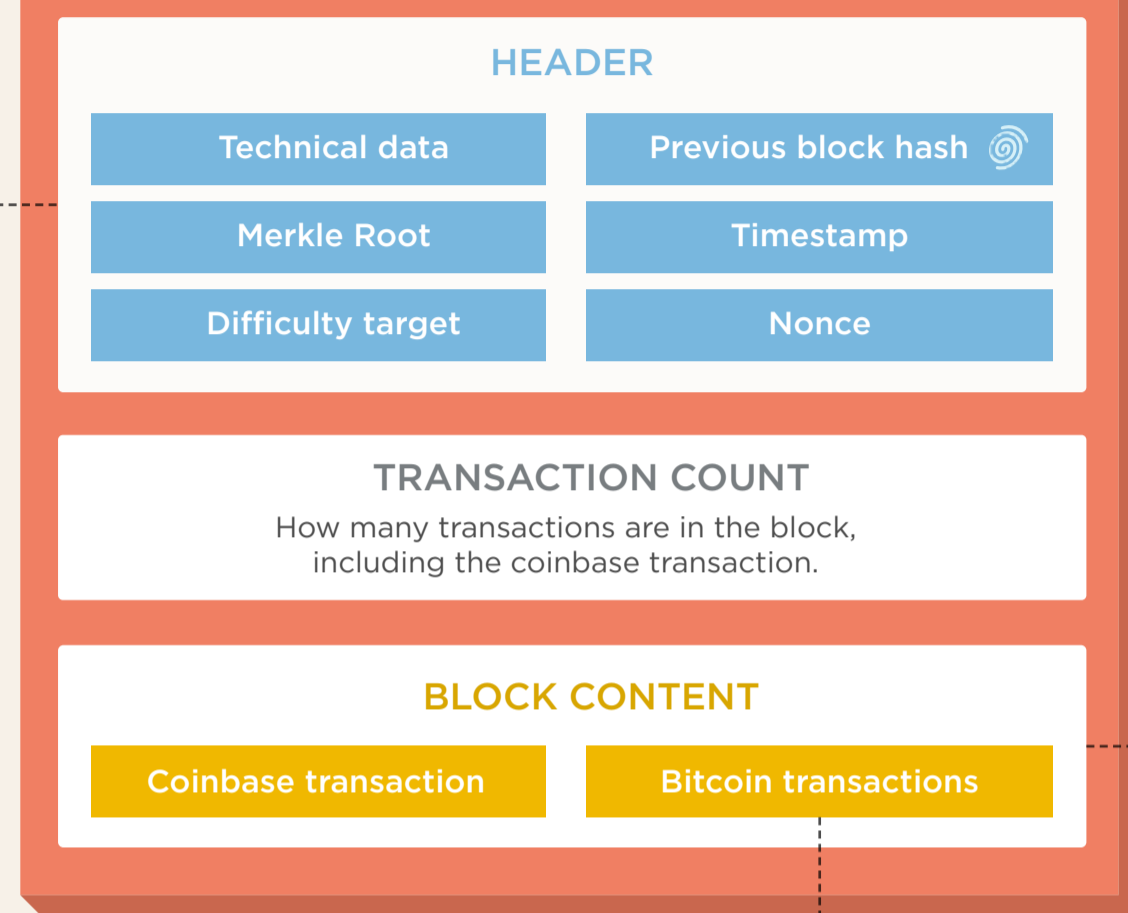 HEADER
Technical data
Previous block hash
Merkle Root
Timestamp
Difficulty target
Nonce
TRANSACTION COUNT
How many transactions are in the block,
including the coinbase transaction.
BLOCK CONTENT
Coinbase transaction
Bitcoin transactions